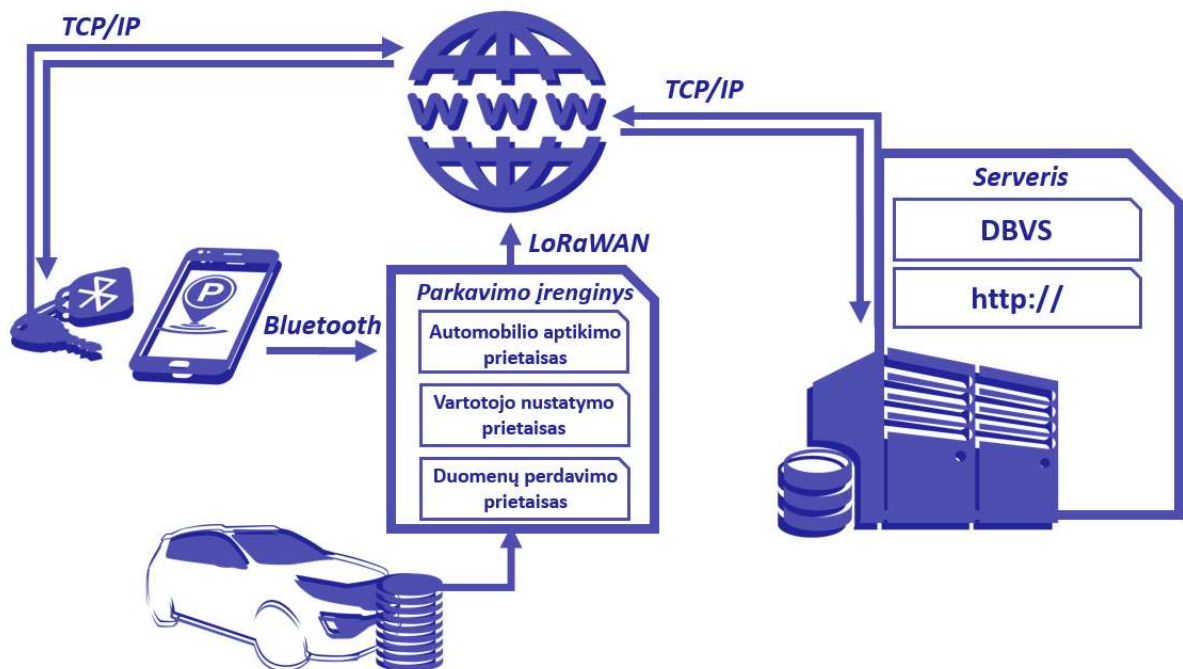 TCP/IP
www
TCP/IP
Serveris
DBVS
http://
LoRaWAN
Parkavimo įrenginys
Automobilio aptikimo
prietaisas
Vartotojo nustatymo
prietaisas
Duomenų perdavimo
prietaisas
Bluetooth
P